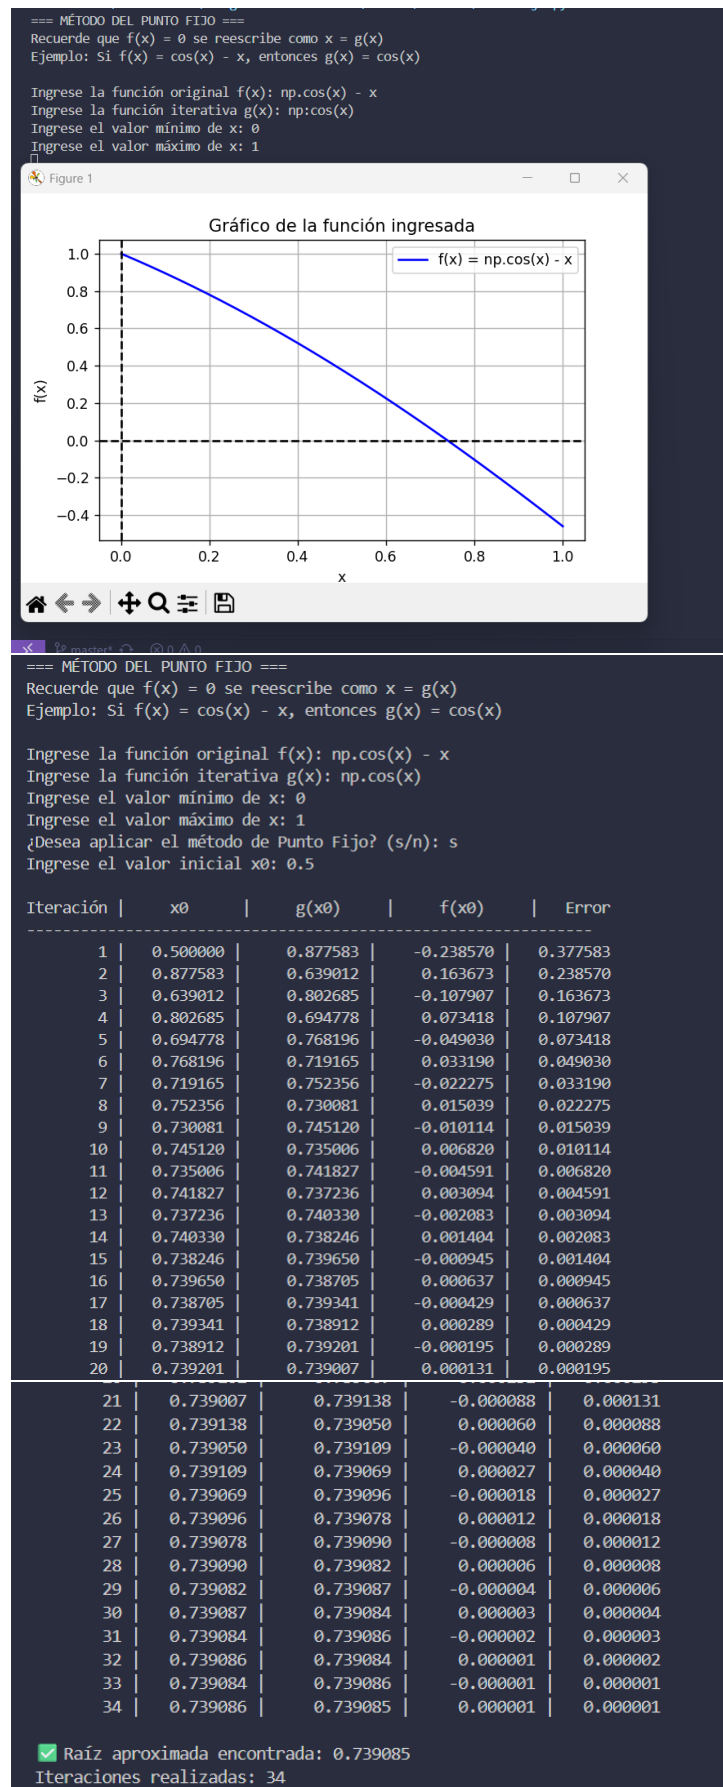 === MÉTODO DEL PUNTO FIJO ===
Recuerde que f(x) = 0 se reescribe como x = g(x)
Ejemplo: Si f(x) = cos(x) - x, entonces g(x) = cos(x)
Ingrese la función original f(x): np.cos(x) - x
Ingrese la función iterativa g(x): np:cos(x)
Ingrese el valor mínimo de x: 0
Ingrese el valor máximo de x: 1
Figure 1
Gráfico de la función ingresada
f(x) = np.cos(x) - x
1.0
0.8
0.6
0.4
0.2
0.0
−0.2
−0.4
f(x)
0.0 0.2 0.4 0.6 0.8 1.0
x
master* 0 0
=== MÉTODO DEL PUNTO FIJO ===
Recuerde que f(x) = 0 se reescribe como x = g(x)
Ejemplo: Si f(x) = cos(x) - x, entonces g(x) = cos(x)
Ingrese la función original f(x): np.cos(x) - x
Ingrese la función iterativa g(x): np.cos(x)
Ingrese el valor mínimo de x: 0
Ingrese el valor máximo de x: 1
¿Desea aplicar el método de Punto Fijo? (s/n): s
Ingrese el valor inicial x0: 0.5
Iteración | x0 | g(x0) | f(x0) | Error
------------------------------------------------------------
1 | 0.500000 | 0.877583 | -0.238570 | 0.377583
2 | 0.877583 | 0.639012 | 0.163673 | 0.238570
3 | 0.639012 | 0.802685 | -0.107907 | 0.163673
4 | 0.802685 | 0.694778 | 0.073418 | 0.107907
5 | 0.694778 | 0.768196 | -0.049030 | 0.073418
6 | 0.768196 | 0.719165 | 0.033190 | 0.049030
7 | 0.719165 | 0.752356 | -0.022275 | 0.033190
8 | 0.752356 | 0.730081 | 0.015039 | 0.022275
9 | 0.730081 | 0.745120 | -0.010114 | 0.015039
10 | 0.745120 | 0.735006 | 0.006820 | 0.010114
11 | 0.735006 | 0.741827 | -0.004591 | 0.006820
12 | 0.741827 | 0.737236 | 0.003094 | 0.004591
13 | 0.737236 | 0.740330 | -0.002083 | 0.003094
14 | 0.740330 | 0.738246 | 0.001404 | 0.002083
15 | 0.738246 | 0.739650 | -0.000945 | 0.001404
16 | 0.739650 | 0.738705 | 0.000637 | 0.000945
17 | 0.738705 | 0.739341 | -0.000429 | 0.000637
18 | 0.739341 | 0.738912 | 0.000289 | 0.000429
19 | 0.738912 | 0.739201 | -0.000195 | 0.000289
20 | 0.739201 | 0.739007 | 0.000131 | 0.000195
21 | 0.739007 | 0.739138 | -0.000088 | 0.000131
22 | 0.739138 | 0.739050 | 0.000060 | 0.000088
23 | 0.739050 | 0.739109 | -0.000040 | 0.000060
24 | 0.739109 | 0.739069 | 0.000027 | 0.000040
25 | 0.739069 | 0.739096 | -0.000018 | 0.000027
26 | 0.739096 | 0.739078 | 0.000012 | 0.000018
27 | 0.739078 | 0.739090 | -0.000008 | 0.000012
28 | 0.739090 | 0.739082 | 0.000006 | 0.000008
29 | 0.739082 | 0.739087 | -0.000004 | 0.000006
30 | 0.739087 | 0.739084 | 0.000003 | 0.000004
31 | 0.739084 | 0.739086 | -0.000002 | 0.000003
32 | 0.739086 | 0.739084 | 0.000001 | 0.000002
33 | 0.739084 | 0.739086 | -0.000001 | 0.000001
34 | 0.739086 | 0.739085 | 0.000001 | 0.000001
✅ Raíz aproximada encontrada: 0.739085
Iteraciones realizadas: 34